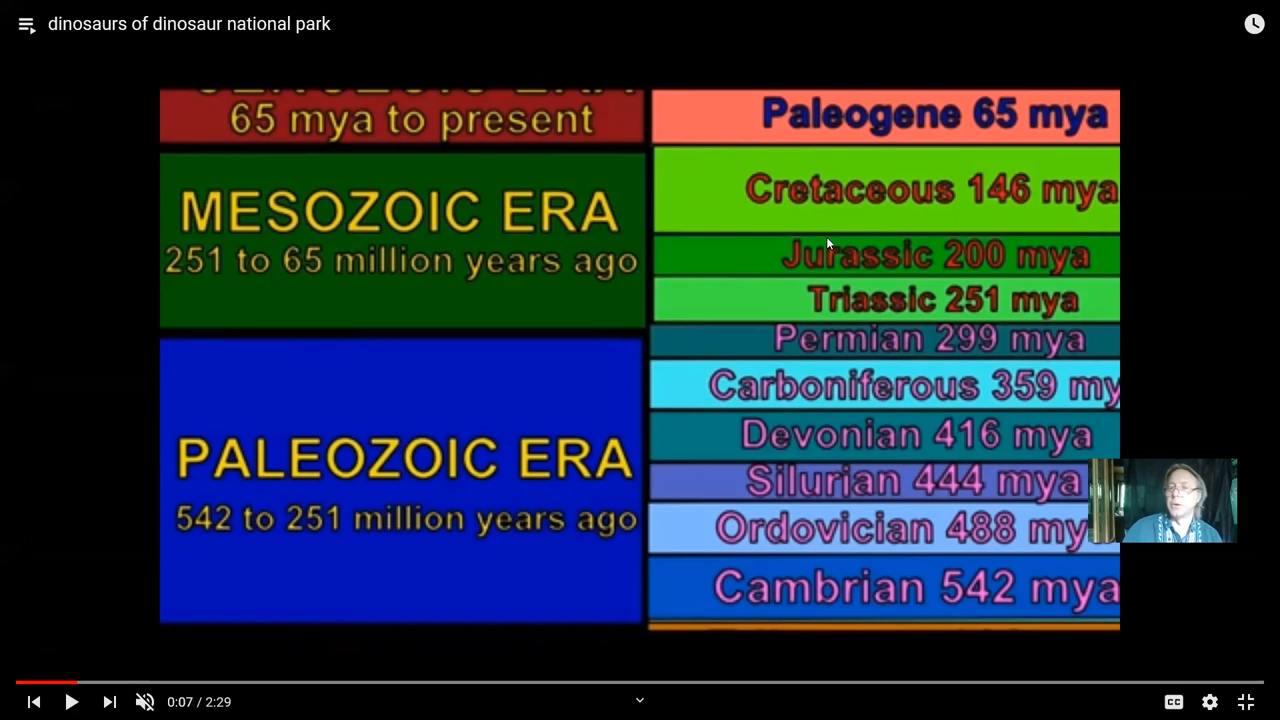 dinosaurs of dinosaur national park
65 mya to present
MESOZOIC ERA
251 to 65 million years ago
PALEOZOIC ERA
542 to 251 million years ago
Paleogene 65 mya
Cretaceous 146 mya
Jurassic 200 mya
Triassic 251 mya
Permian 299 mya
Carboniferous 359 my
Devonian 416 mya
Silurian 444 mya
Ordovician 488 my
Cambrian 542 mya
0:07 / 2:29
CC